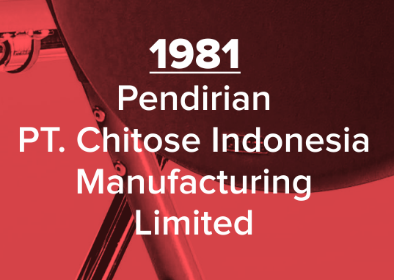 1981
Pendirian
PT. Chitose Indonesia
Manufacturing
Limited